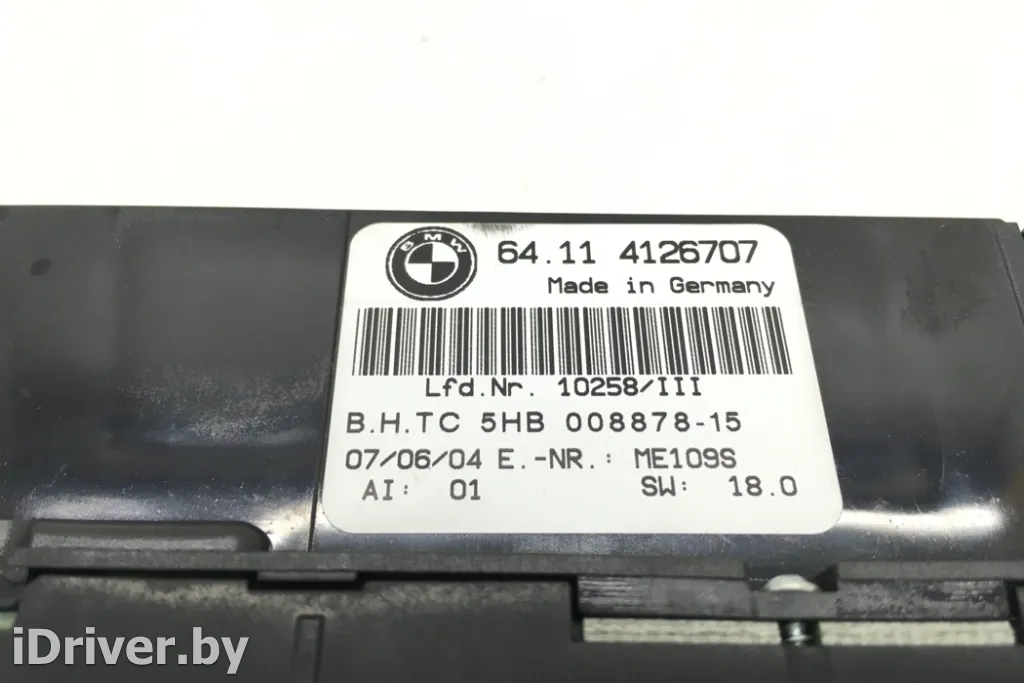 BMW
64.11 4126707
Made in Germany
Lfd.Nr. 10258/III
B.H.TC 5HB 008878-15
07/06/04 E.-NR.: ME109S
AI: 01 SW: 18.0
iDriver.by